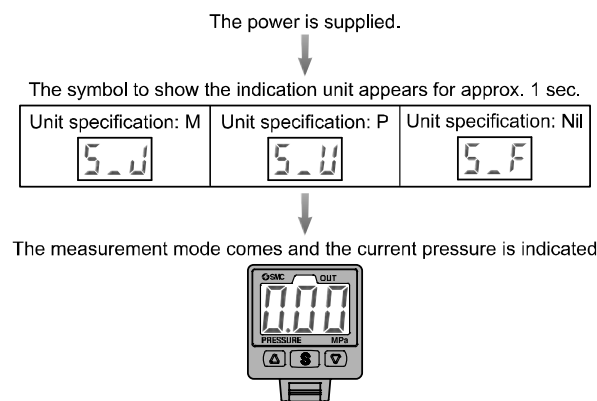 The power is supplied.
The symbol to show the indication unit appears for approx. 1 sec.
Unit specification: M Unit specification: P Unit specification: Nil
S_J S_U S_F
The measurement mode comes and the current pressure is indicated
SMC OUT
0.00
PRESSURE MPa
S